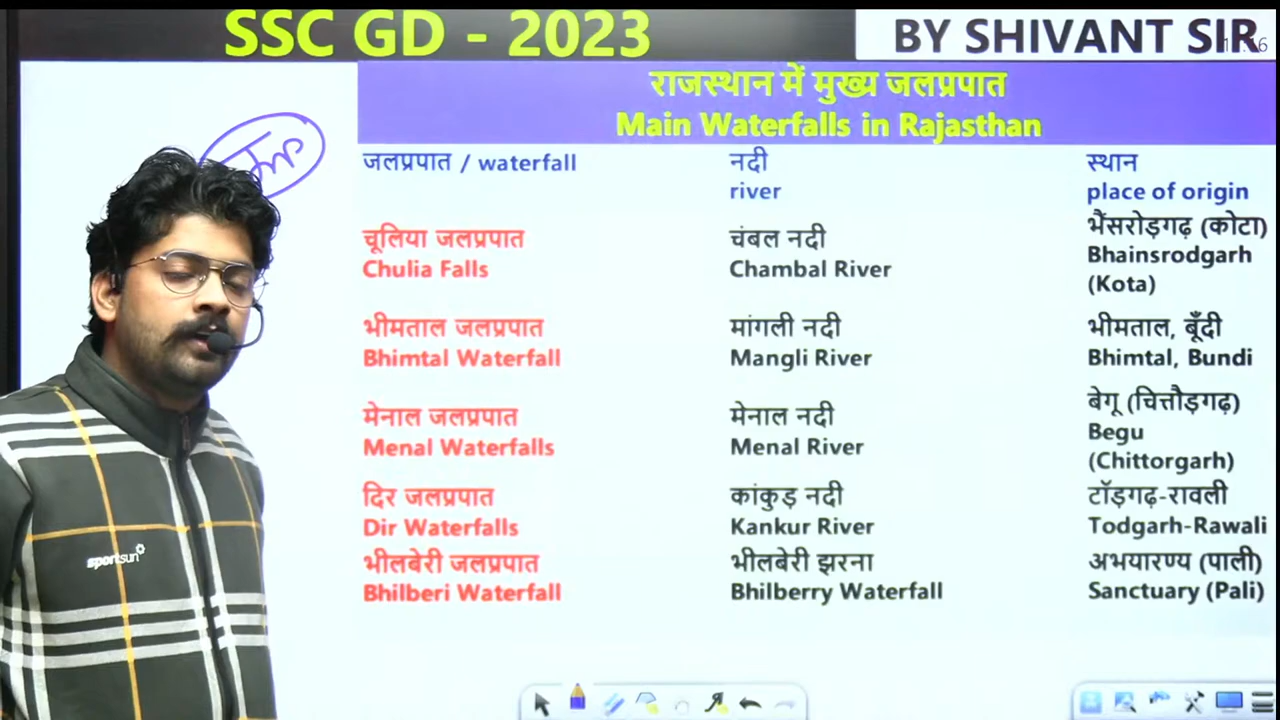 SSC GD - 2023
BY SHIVANT SIR
राजस्थान में मुख्य जलप्रपात
Main Waterfalls in Rajasthan
Imp
जलप्रपात / waterfall
नदी
river
स्थान
place of origin
चूलिया जलप्रपात
Chulia Falls
चंबल नदी
Chambal River
भैंसरोड़गढ़ (कोटा)
Bhainsrodgarh
(Kota)
भीमताल जलप्रपात
Bhimtal Waterfall
मांगली नदी
Mangli River
भीमताल, बूँदी
Bhimtal, Bundi
मेनाल जलप्रपात
Menal Waterfalls
मेनाल नदी
Menal River
बेगू (चित्तौड़गढ़)
Begu
(Chittorgarh)
दिर जलप्रपात
Dir Waterfalls
कांकुड़ नदी
Kankur River
टॉड़गढ़-रावली
Todgarh-Rawali
भीलबेरी जलप्रपात
Bhilberi Waterfall
भीलबेरी झरना
Bhilberry Waterfall
अभयारण्य (पाली)
Sanctuary (Pali)
sportsun